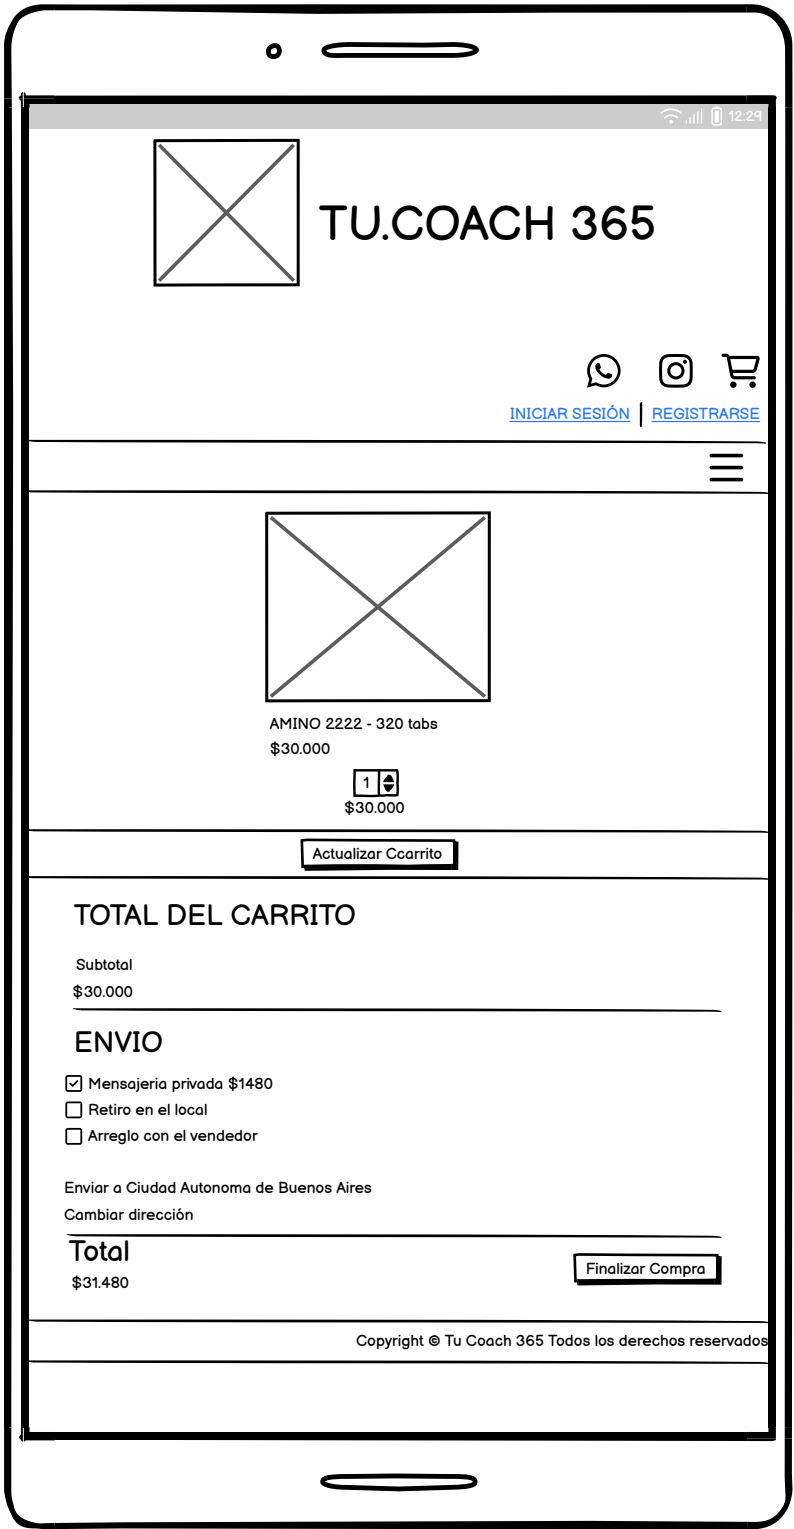 12:29
TU.COACH 365
INICIAR SESIÓN | REGISTRARSE
AMINO 2222 - 320 tabs
$30.000
1
$30.000
Actualizar Ccarrito
TOTAL DEL CARRITO
Subtotal
$30.000
ENVIO
Mensajeria privada $1480
Retiro en el local
Arreglo con el vendedor
Enviar a Ciudad Autonoma de Buenos Aires
Cambiar dirección
Total
$31.480
Finalizar Compra
Copyright © Tu Coach 365 Todos los derechos reservados